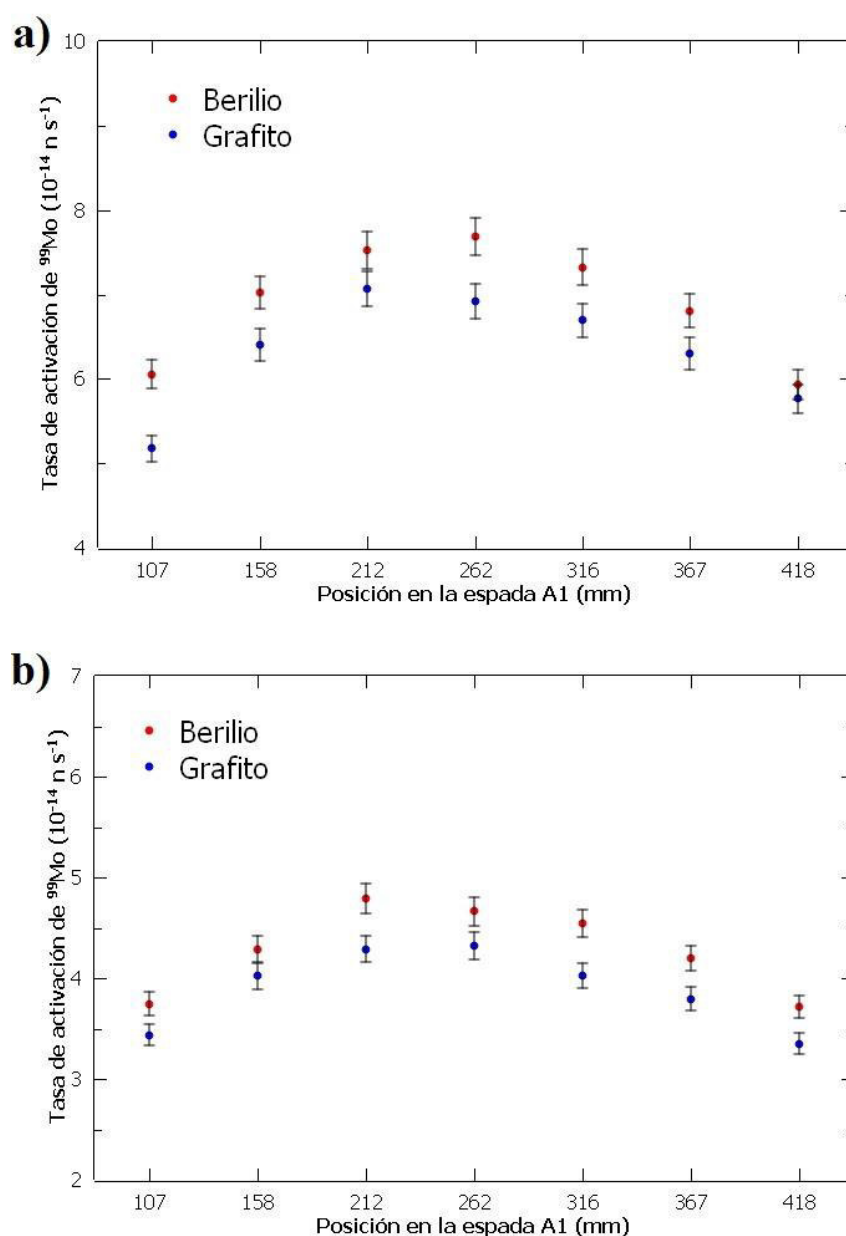 a)
10
8
6
4
Tasa de activación de ⁹⁹Mo (10⁻¹⁴ n s⁻¹)
Berilio
Grafito
107 158 212 262 316 367 418
Posición en la espada A1 (mm)
b)
7
6
5
4
3
2
Tasa de activación de ⁹⁹Mo (10⁻¹⁴ n s⁻¹)
Berilio
Grafito
107 158 212 262 316 367 418
Posición en la espada A1 (mm)